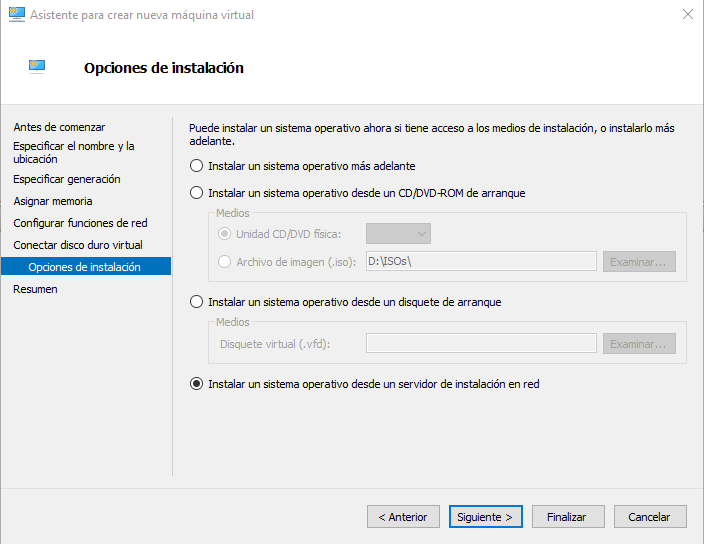 Asistente para crear nueva máquina virtual
Opciones de instalación
Antes de comenzar
Especificar el nombre y la
ubicación
Especificar generación
Asignar memoria
Configurar funciones de red
Conectar disco duro virtual
Opciones de instalación
Resumen
Puede instalar un sistema operativo ahora si tiene acceso a los medios de instalación, o instalarlo más
adelante.
Instalar un sistema operativo más adelante
Instalar un sistema operativo desde un CD/DVD-ROM de arranque
Medios
Unidad CD/DVD física:
Archivo de imagen (.iso): D:\ISOs\ Examinar...
Instalar un sistema operativo desde un disquete de arranque
Medios
Disquete virtual (.vfd): Examinar...
Instalar un sistema operativo desde un servidor de instalación en red
< Anterior Siguiente > Finalizar Cancelar